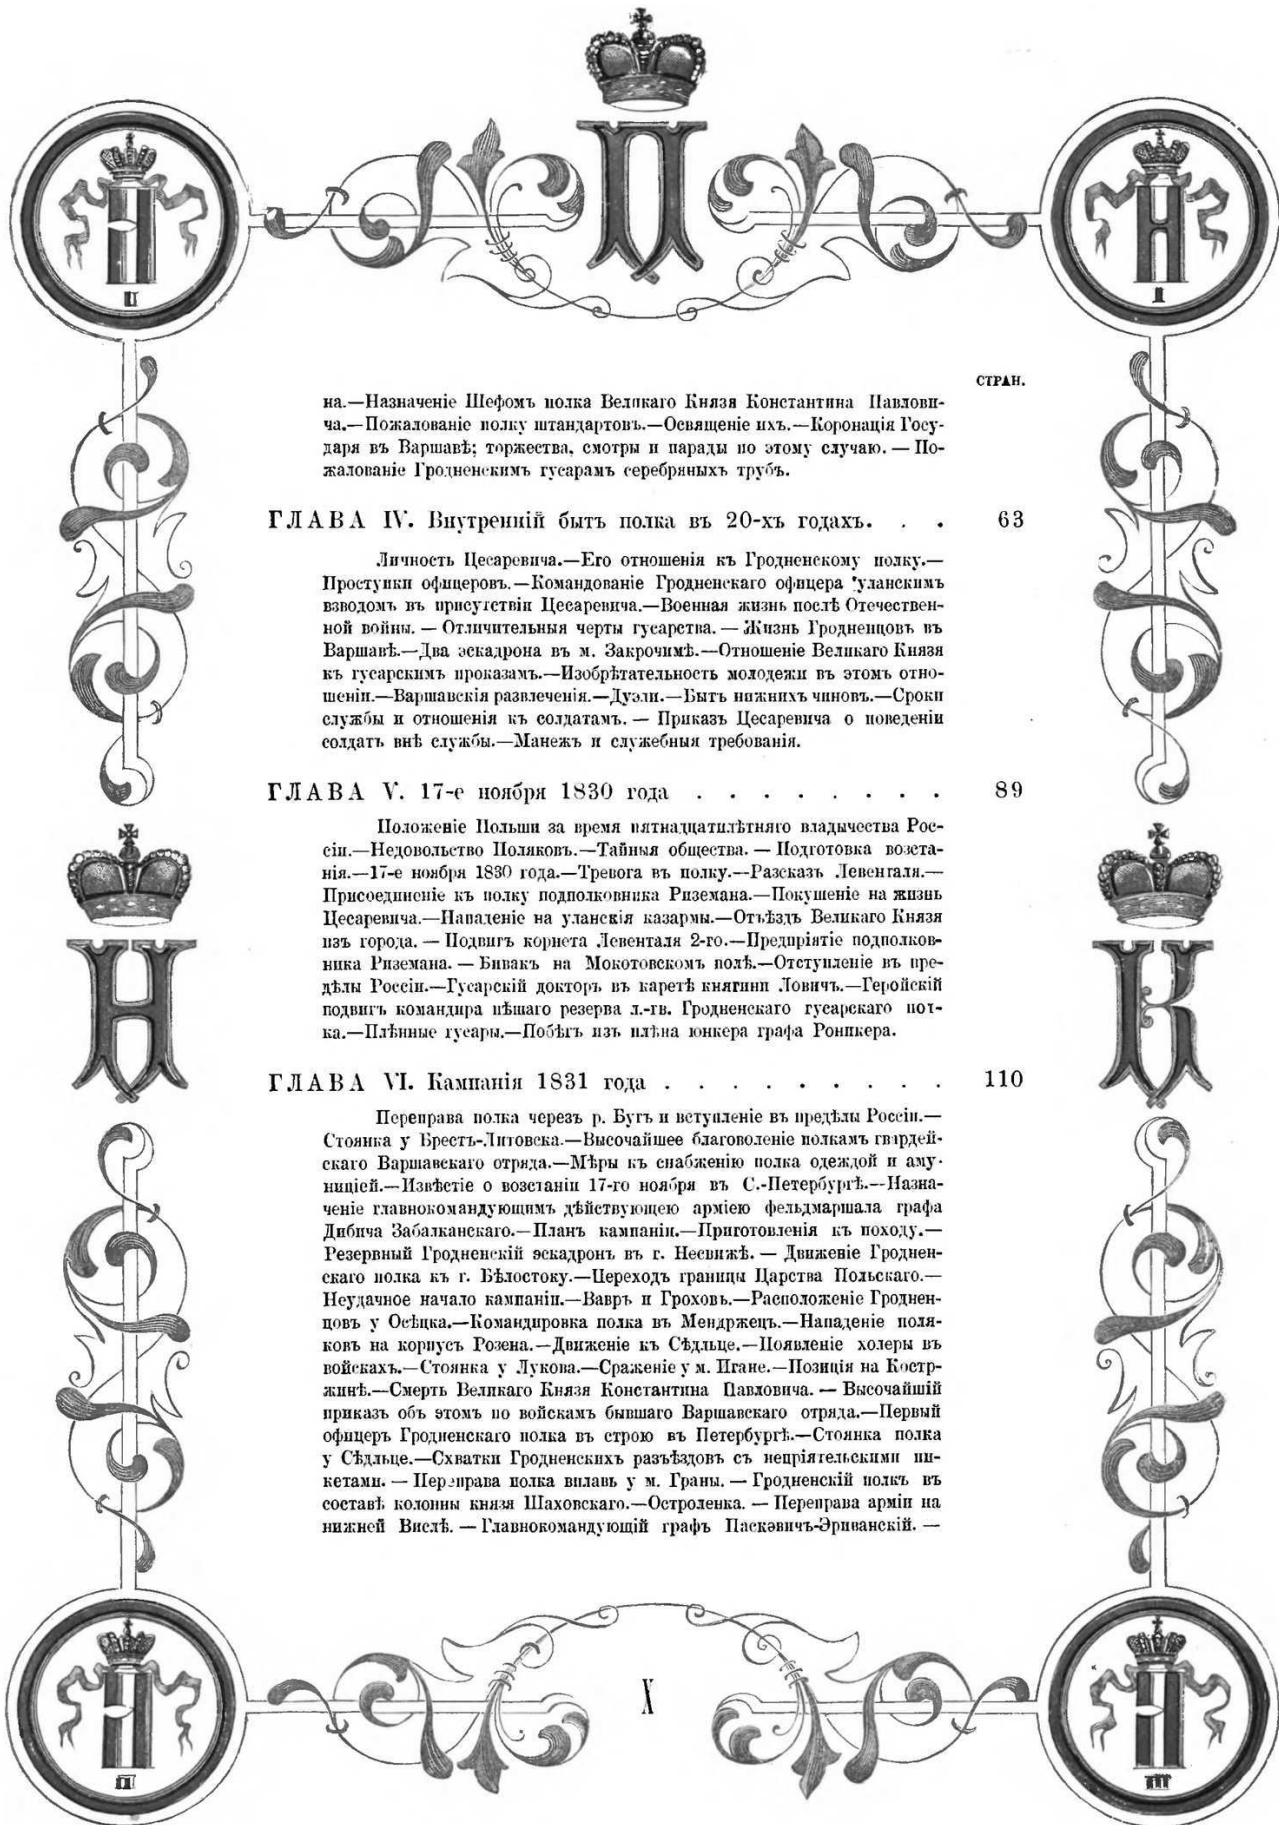 СТРАН.
на.—Назначеніе Шефомъ полка Великаго Князя Константина Павлови-
ча.—Пожалованіе полку штандартовъ.—Освященіе ихъ.—Коронація Госу-
даря въ Варшавѣ; торжества, смотры и парады по этому случаю. — По-
жалованіе Гродненскимъ гусарамъ серебряныхъ трубъ.
ГЛАВА IV. Внутренній бытъ полка въ 20-хъ годахъ. . . 63
Личность Цесаревича.—Его отношенія къ Гродненскому полку.—
Проступки офицеровъ.—Командованіе Гродненскаго офицера уланскимъ
взводомъ въ присутствіи Цесаревича.—Военная жизнь послѣ Отечествен-
ной войны. — Отличительныя черты гусарства. — Жизнь Гродненцовъ въ
Варшавѣ.—Два эскадрона въ м. Закрочимѣ.—Отношеніе Великаго Князя
къ гусарскимъ проказамъ.—Изобрѣтательность молодежи въ этомъ отно-
шеніи.—Варшавскія развлеченія.—Дуэли.—Бытъ нижнихъ чиновъ.—Сроки
службы и отношенія къ солдатамъ. — Приказъ Цесаревича о поведеніи
солдатъ внѣ службы.—Манежъ и служебныя требованія.
ГЛАВА V. 17-е ноября 1830 года . . . . . . . . 89
Положеніе Польши за время пятнадцатилѣтняго владычества Рос-
сіи.—Недовольство Поляковъ.—Тайныя общества. — Подготовка возста-
нія.—17-е ноября 1830 года.—Тревога въ полку.—Разсказъ Левенталя.—
Присоединеніе къ полку подполковника Риземана.—Покушеніе на жизнь
Цесаревича.—Нападеніе на уланскія казармы.—Отъѣздъ Великаго Князя
изъ города. — Подвигъ корнета Левенталя 2-го.—Предпріятіе подполков-
ника Риземана. — Бивакъ на Мокотовскомъ полѣ.—Отступленіе въ пре-
дѣлы Россіи.—Гусарскій докторъ въ каретѣ княгини Ловичъ.—Геройскій
подвигъ командира пѣшаго резерва л.-гв. Гродненскаго гусарскаго пол-
ка.—Плѣнные гусары.—Побѣгъ изъ плѣна юнкера графа Роникера.
ГЛАВА VI. Кампанія 1831 года . . . . . . . . . 110
Переправа полка черезъ р. Бугъ и вступленіе въ предѣлы Россіи.—
Стоянка у Брестъ-Литовска.—Высочайшее благоволеніе полкамъ гвардей-
скаго Варшавскаго отряда.—Мѣры къ снабженію полка одеждой и аму-
ниціей.—Извѣстіе о возстаніи 17-го ноября въ С.-Петербургѣ.—Назна-
ченіе главнокомандующимъ дѣйствующею арміею фельдмаршала графа
Дибича Забалканскаго.—Планъ кампаніи.—Приготовленія къ походу.—
Резервный Гродненскій эскадронъ въ г. Несвижѣ. — Движеніе Гроднен-
скаго полка къ г. Бѣлостоку.—Переходъ границы Царства Польскаго.—
Неудачное начало кампаніи.—Вавръ и Гроховъ.—Расположеніе Гроднен-
цовъ у Осѣцка.—Командировка полка въ Мендржецъ.—Нападеніе поля-
ковъ на корпусъ Розена.—Движеніе къ Сѣдльце.—Появленіе холеры въ
войскахъ.—Стоянка у Лукова.—Сраженіе у м. Игане.—Позиція на Костр-
жинѣ.—Смерть Великаго Князя Константина Павловича. — Высочайшій
приказъ объ этомъ по войскамъ бывшаго Варшавскаго отряда.—Первый
офицеръ Гродненскаго полка въ строю въ Петербургѣ.—Стоянка полка
у Сѣдльце.—Схватки Гродненскихъ разъѣздовъ съ непріятельскими пи-
кетами. — Переправа полка вплавь у м. Граны. — Гродненскій полкъ въ
составѣ колонны князя Шаховскаго.—Остроленка. — Переправа арміи на
нижней Вислѣ. — Главнокомандующій графъ Паскевичъ-Эриванскій. —
X